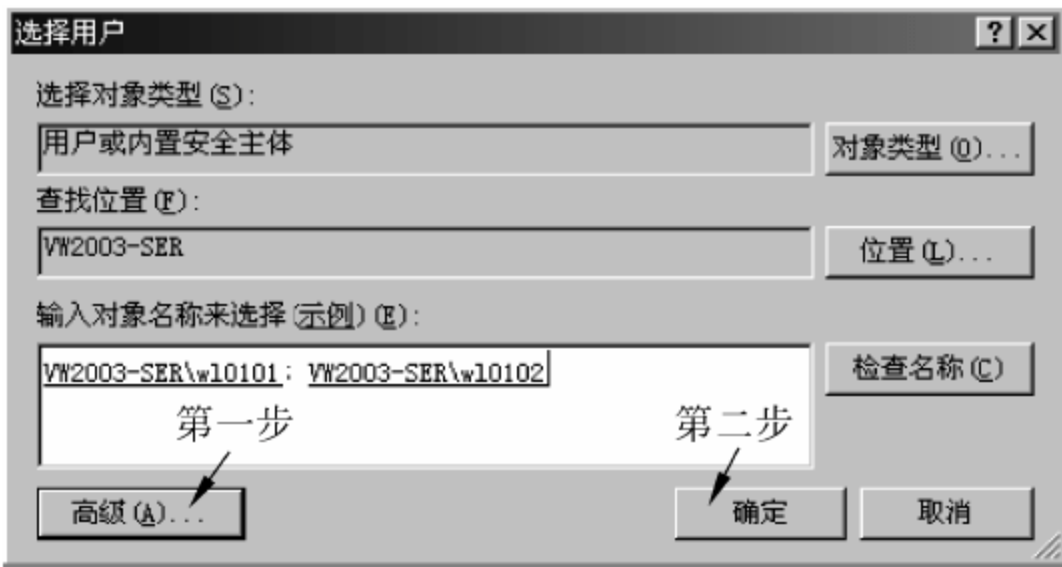 选择用户
选择对象类型(S):
用户或内置安全主体
对象类型(O)...
查找位置(F):
VW2003-SER
位置(L)...
输入对象名称来选择(示例)(E):
VW2003-SER\wl0101; VW2003-SER\wl0102
检查名称(C)
第一步
第二步
高级(A)...
确定
取消